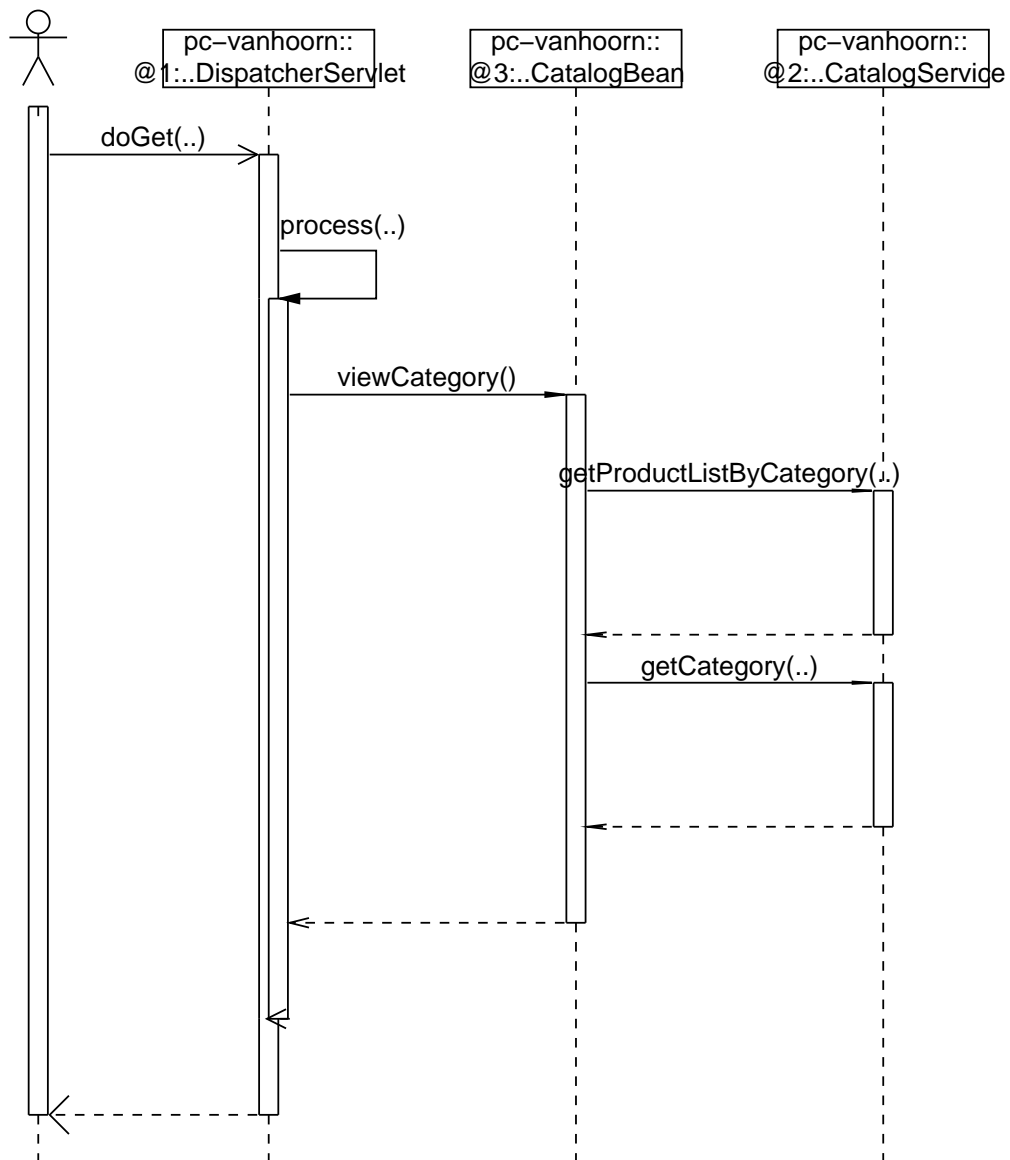 pc−vanhoorn::
@1:..DispatcherServlet
pc−vanhoorn::
@3:..CatalogBean
pc−vanhoorn::
@2:..CatalogService
doGet(..)
process(..)
viewCategory()
getProductListByCategory(..)
getCategory(..)